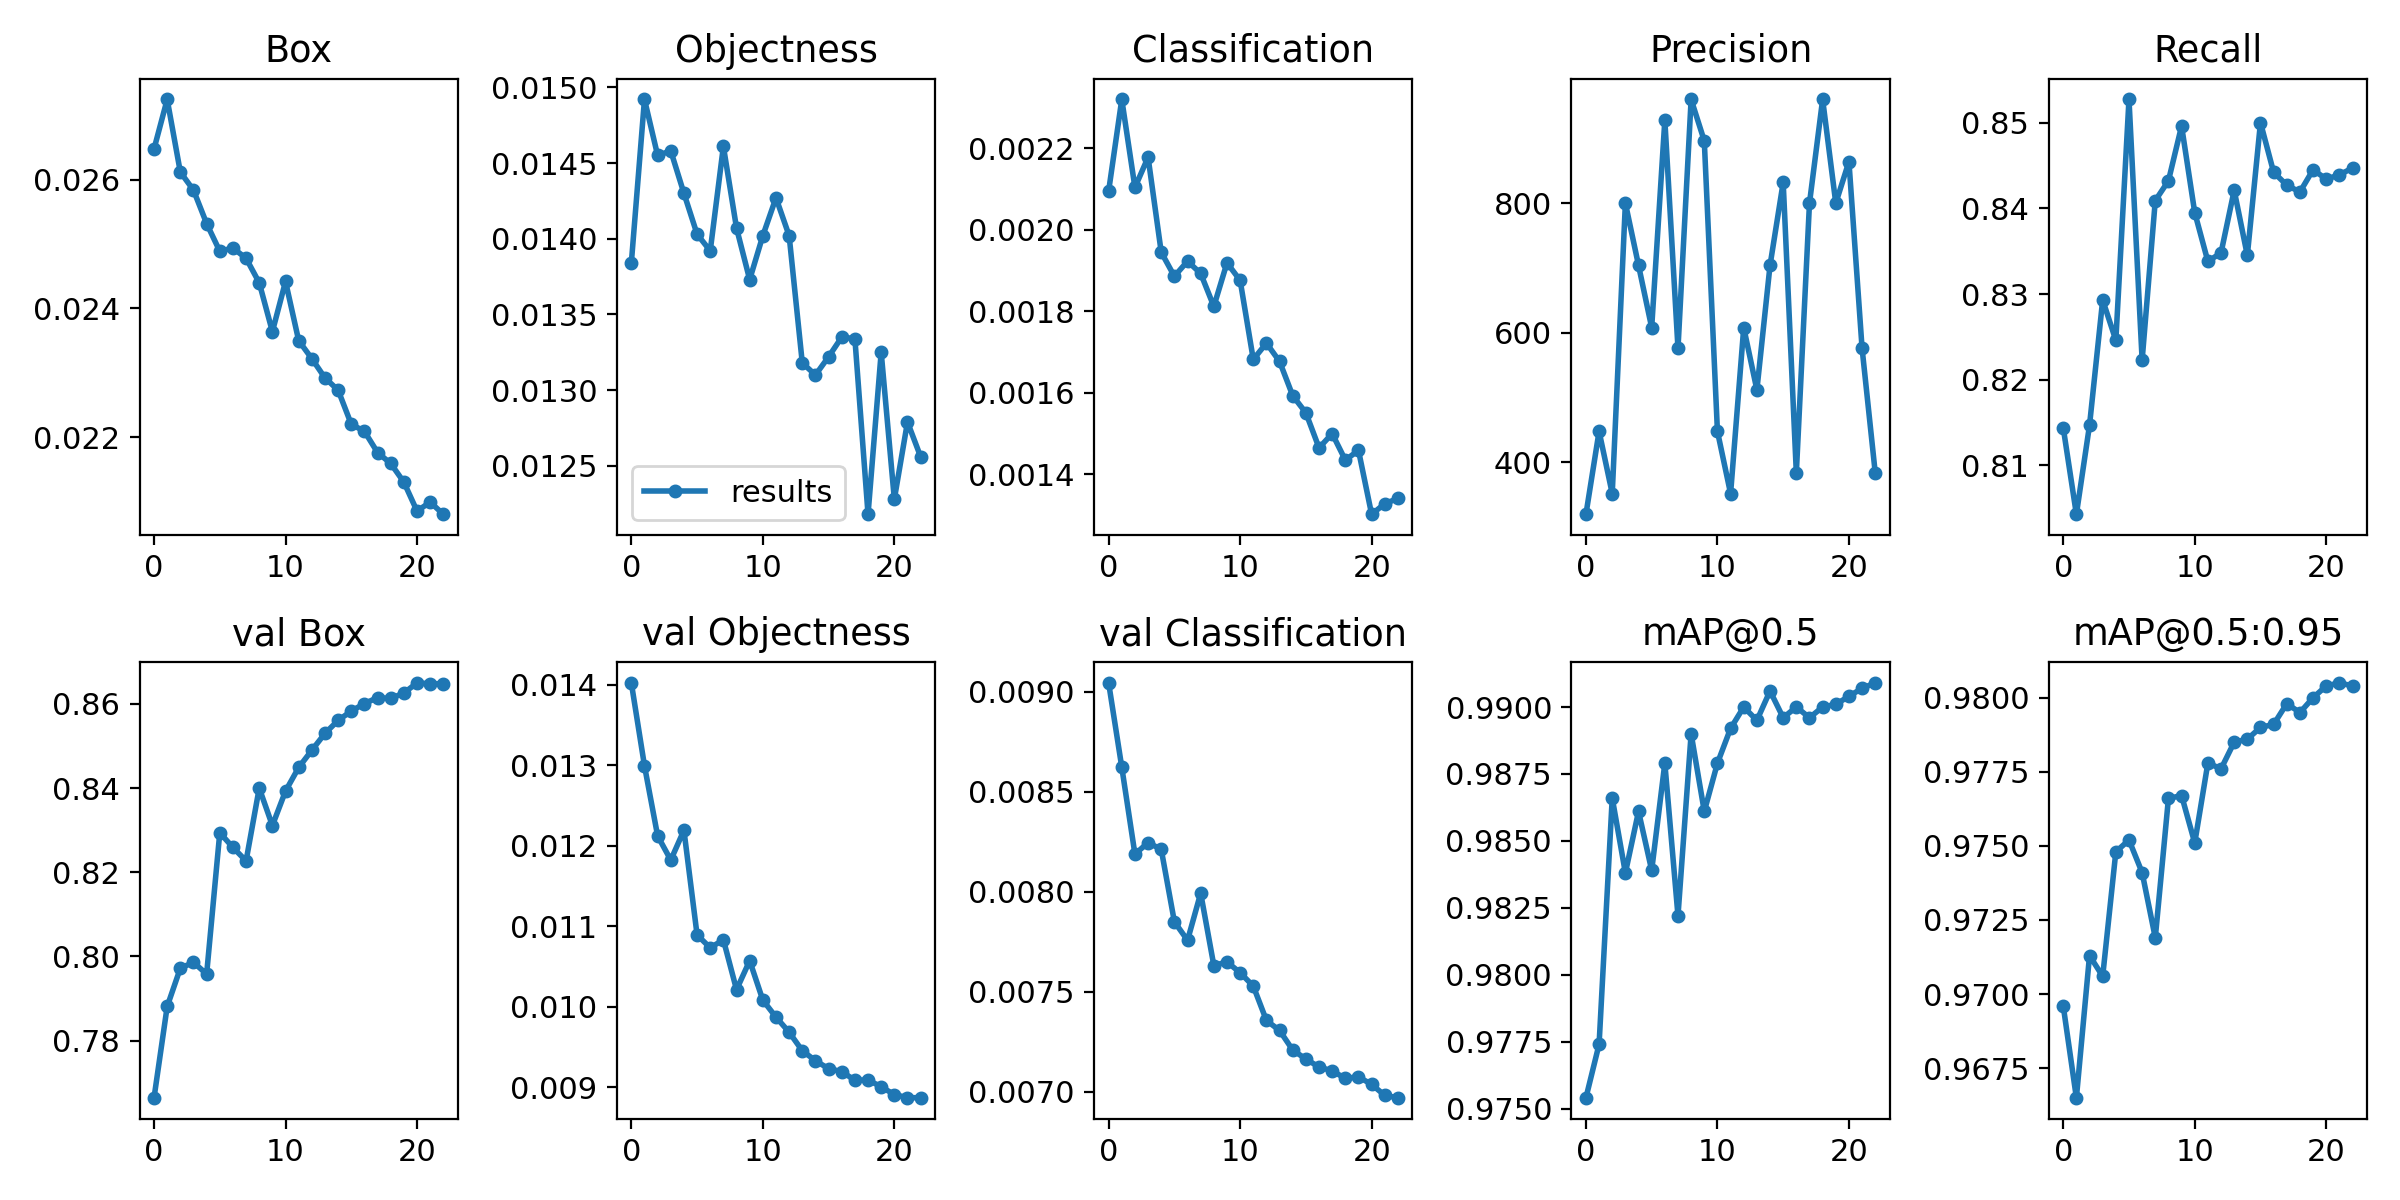 Box
0.026
0.024
0.022
0 10 20
Objectness
0.0150
0.0145
0.0140
0.0135
0.0130
0.0125
results
0 10 20
Classification
0.0022
0.0020
0.0018
0.0016
0.0014
0 10 20
Precision
800
600
400
0 10 20
Recall
0.85
0.84
0.83
0.82
0.81
0 10 20
val Box
0.86
0.84
0.82
0.80
0.78
0 10 20
val Objectness
0.014
0.013
0.012
0.011
0.010
0.009
0 10 20
val Classification
0.0090
0.0085
0.0080
0.0075
0.0070
0 10 20
mAP@0.5
0.9900
0.9875
0.9850
0.9825
0.9800
0.9775
0.9750
0 10 20
mAP@0.5:0.95
0.9800
0.9775
0.9750
0.9725
0.9700
0.9675
0 10 20